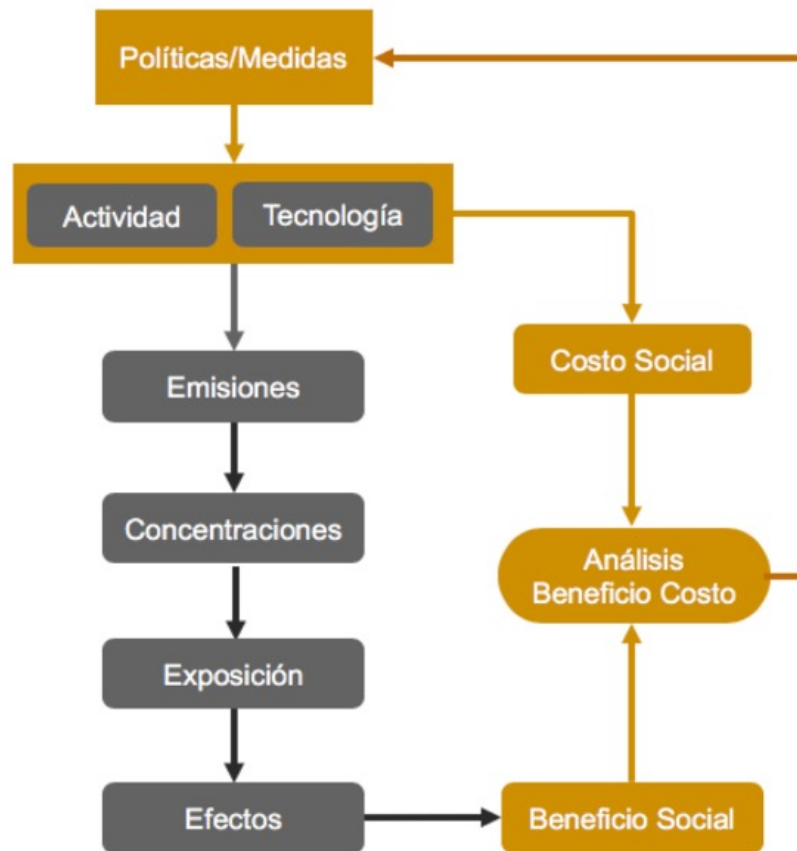 Políticas/Medidas
Actividad
Tecnología
Emisiones
Costo Social
Concentraciones
Análisis
Beneficio Costo
Exposición
Efectos
Beneficio Social